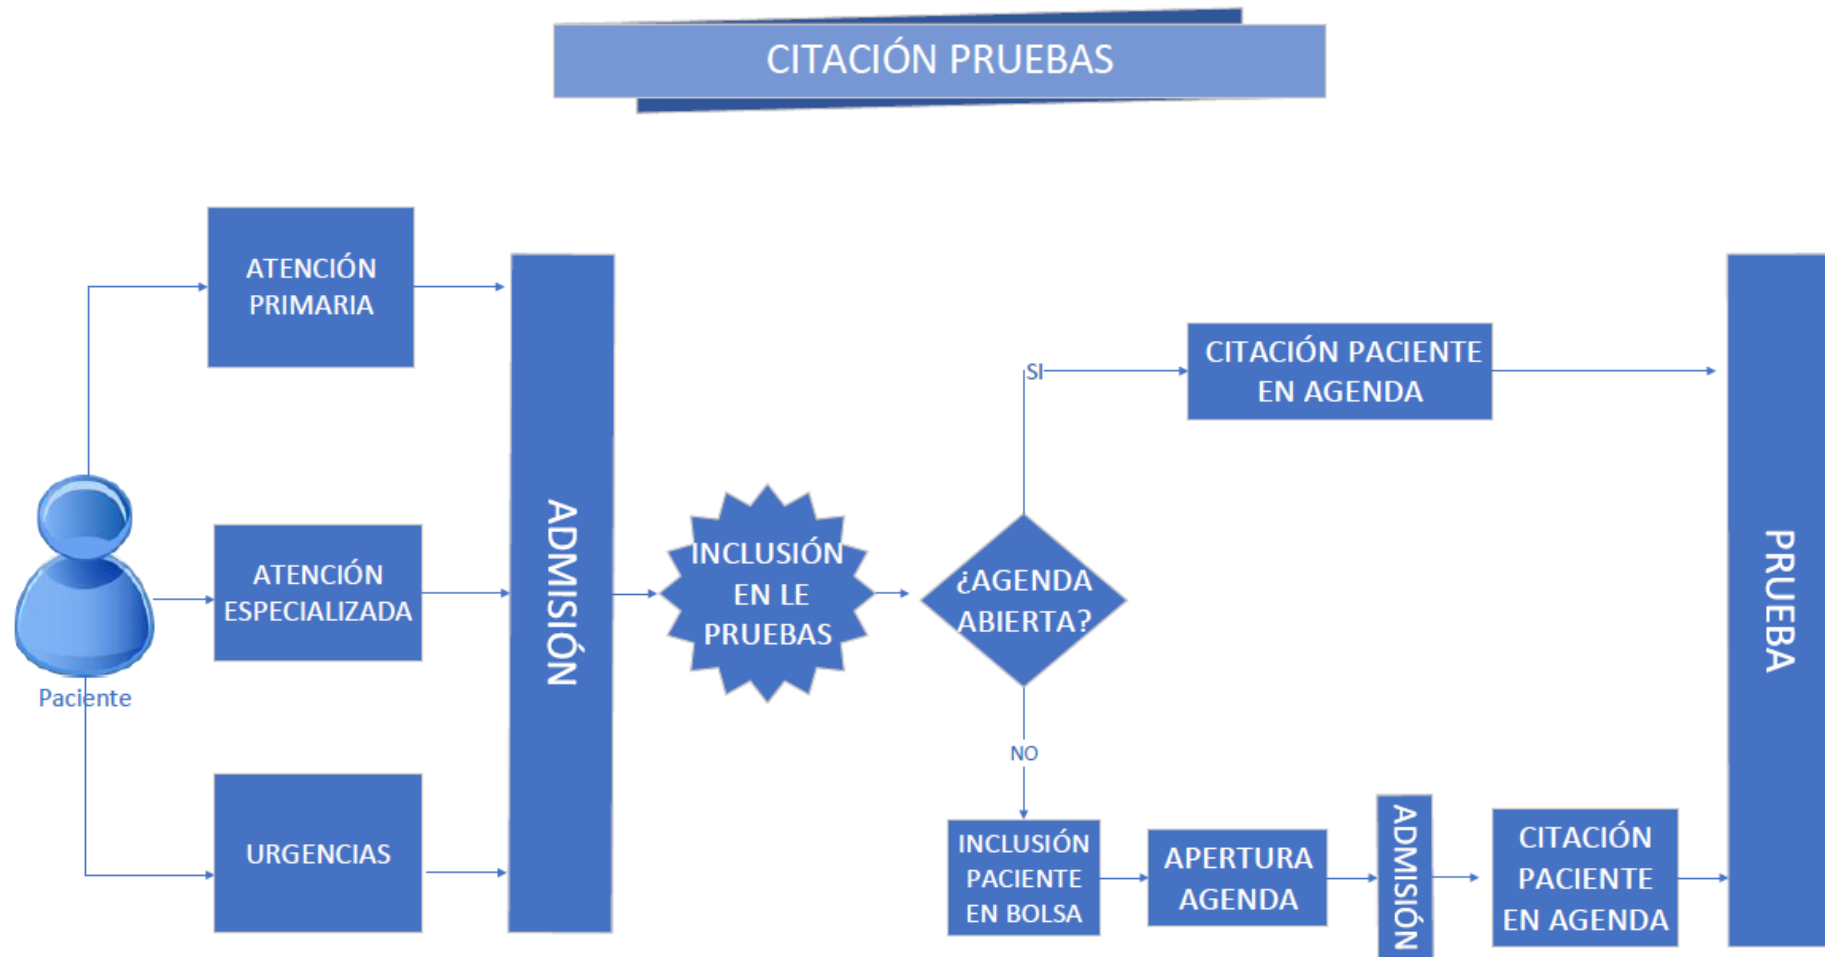 CITACIÓN PRUEBAS
ATENCIÓN
PRIMARIA
ATENCIÓN
ESPECIALIZADA
URGENCIAS
Paciente
ADMISIÓN
INCLUSIÓN
EN LE
PRUEBAS
¿AGENDA
ABIERTA?
SI
CITACIÓN PACIENTE
EN AGENDA
NO
INCLUSIÓN
PACIENTE
EN BOLSA
APERTURA
AGENDA
ADMISIÓN
CITACIÓN
PACIENTE
EN AGENDA
PRUEBA